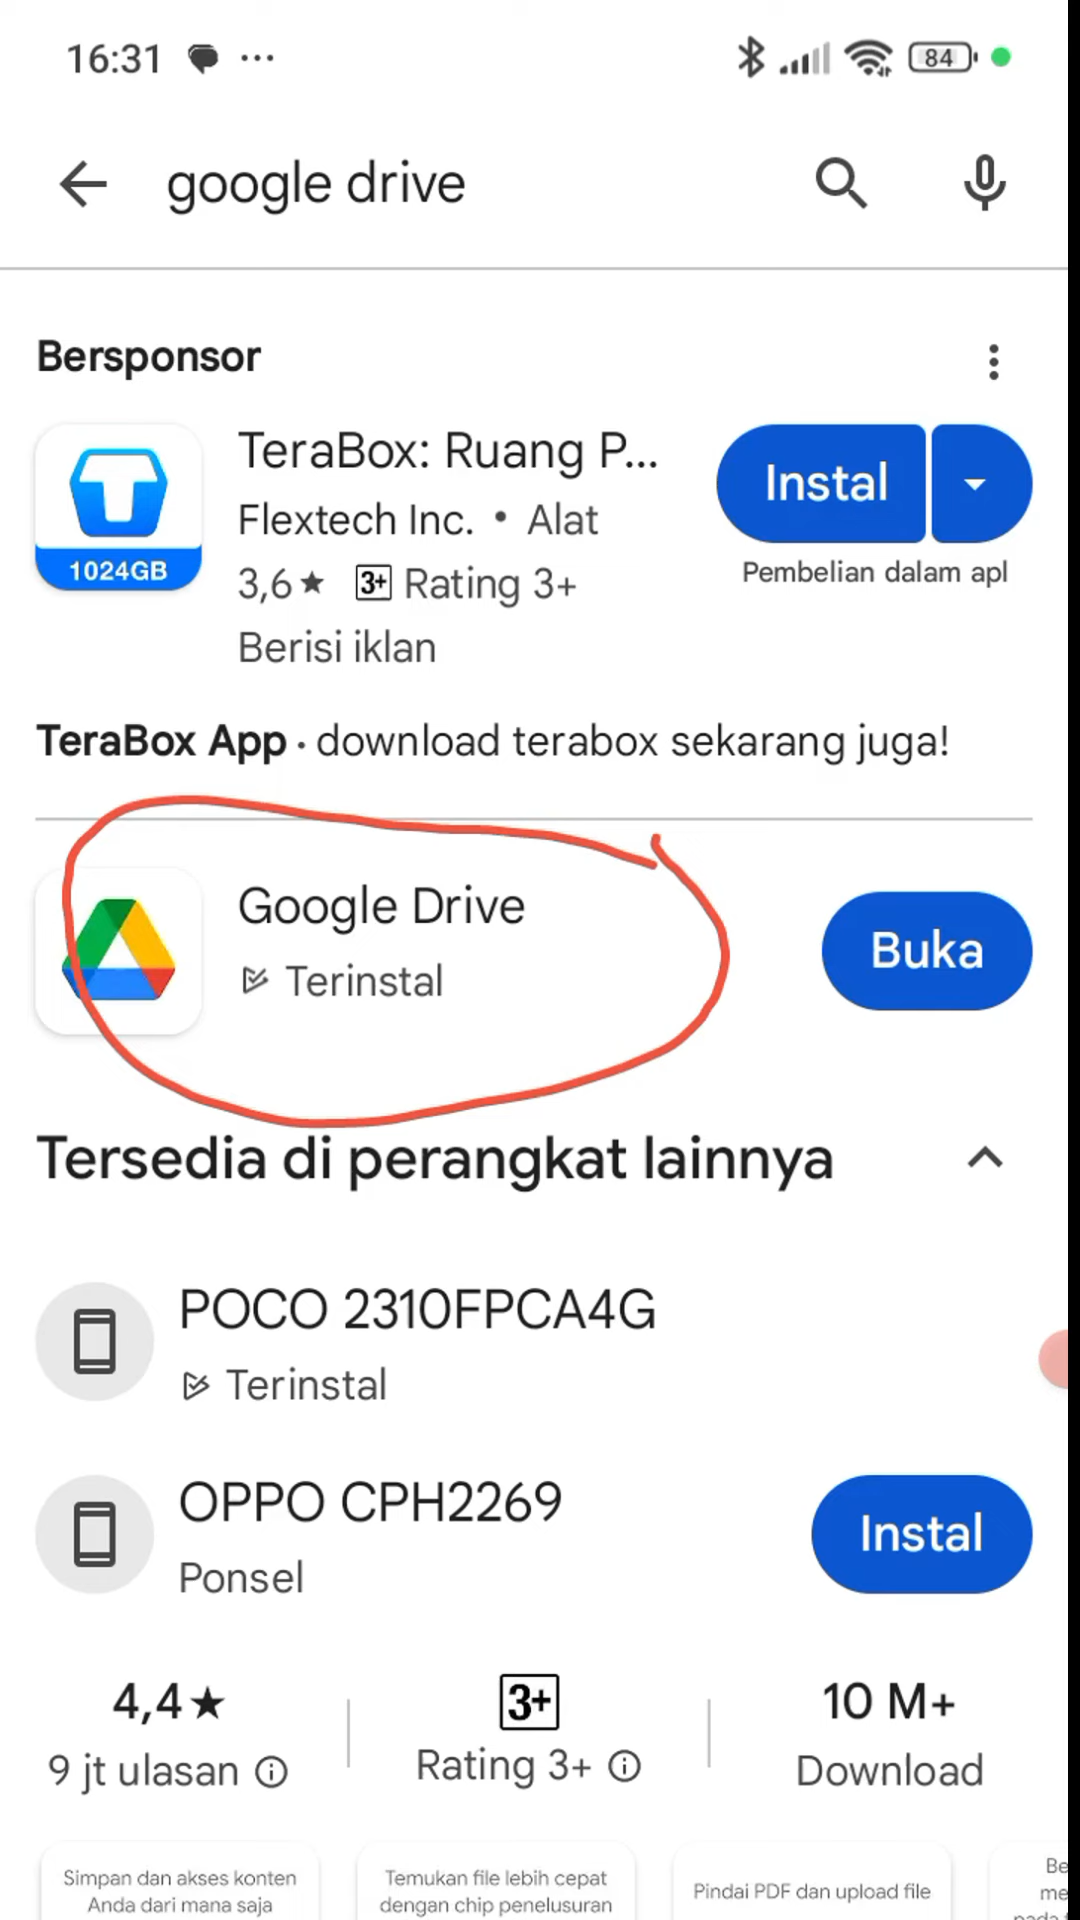 16:31
84
google drive
Bersponsor
TeraBox: Ruang P...
Flextech Inc. • Alat
3,6★ 3+ Rating 3+
Berisi iklan
1024GB
Instal
Pembelian dalam apl
TeraBox App · download terabox sekarang juga!
Google Drive
Terinstal
Buka
Tersedia di perangkat lainnya
POCO 2310FPCA4G
Terinstal
OPPO CPH2269
Ponsel
Instal
4,4★
9 jt ulasan
3+
Rating 3+
10 M+
Download
Simpan dan akses konten
Anda dari mana saja
Temukan file lebih cepat
dengan chip penelusuran
Pindai PDF dan upload file
Be
me